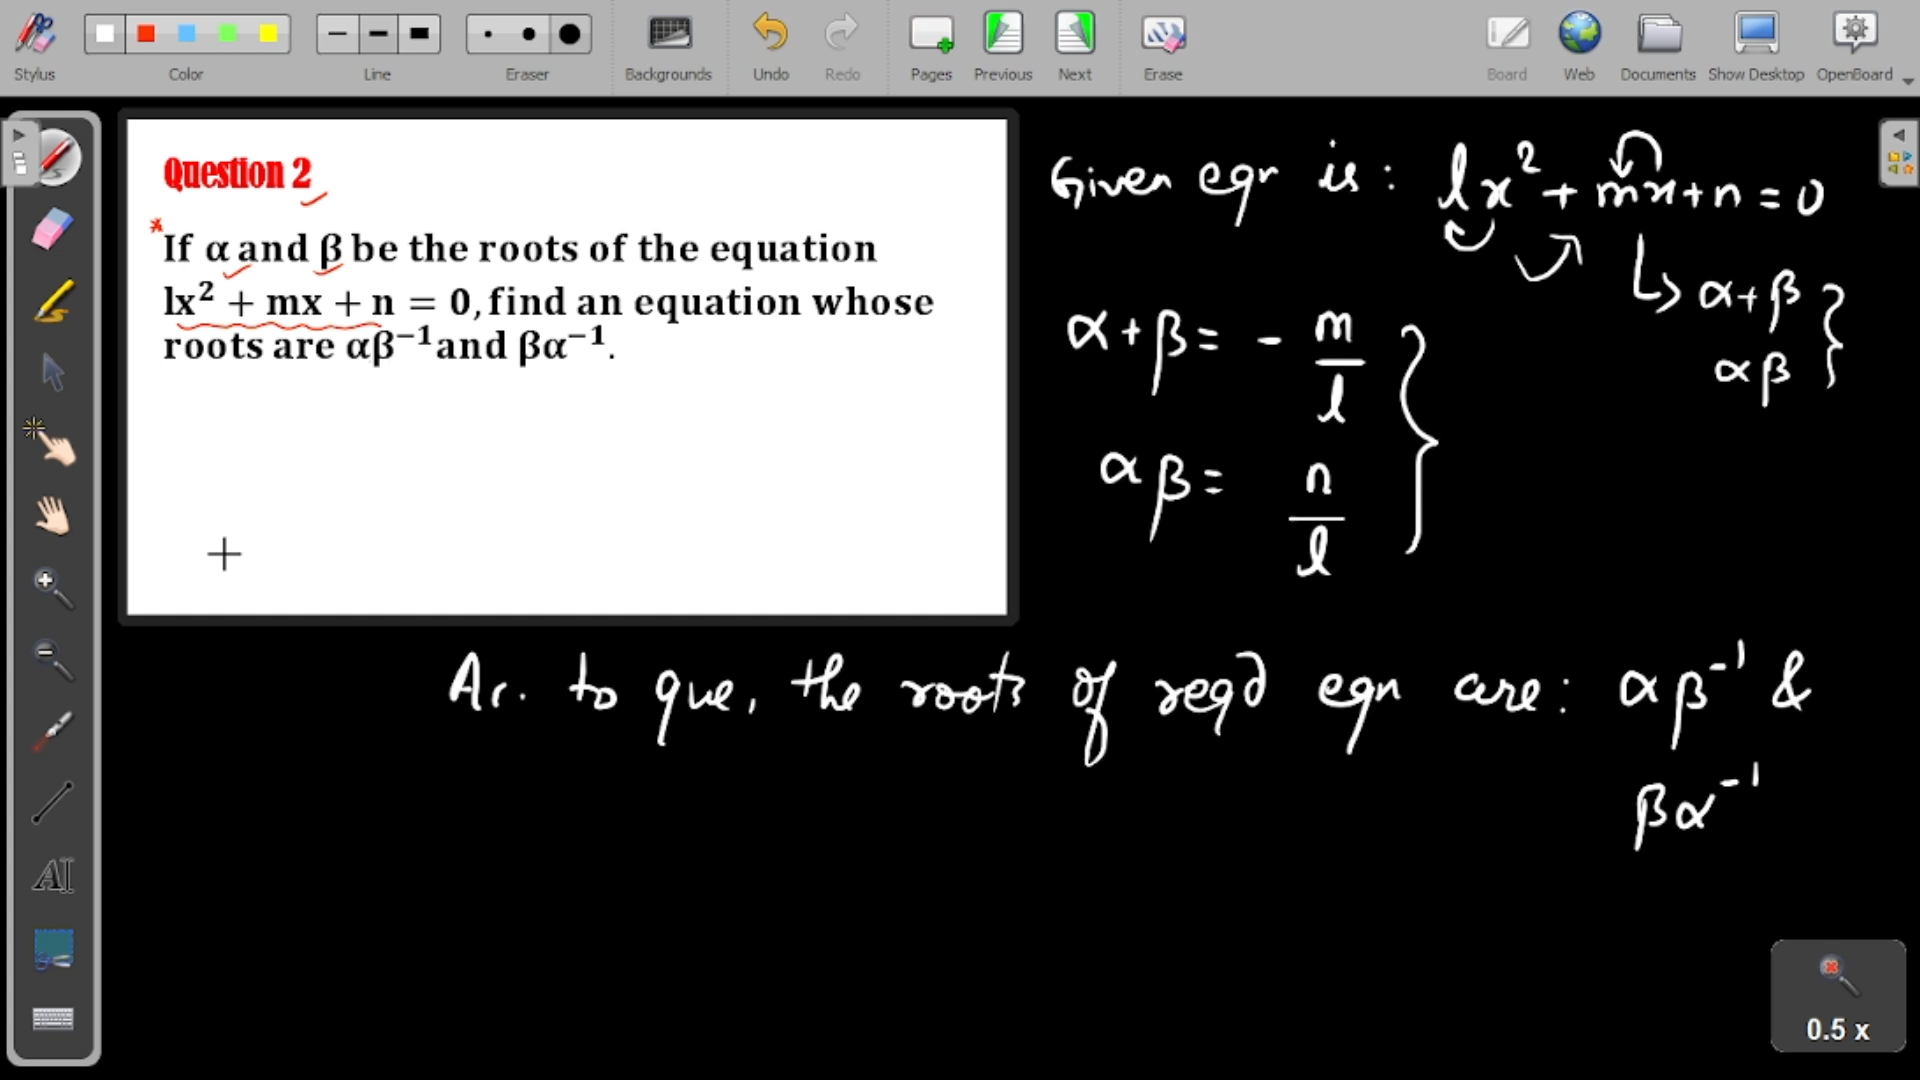 Stylus Color Line Eraser Backgrounds Undo Redo Pages Previous Next Erase Board Web Documents Show Desktop OpenBoard
Question 2
*If α and β be the roots of the equation
lx² + mx + n = 0, find an equation whose
roots are αβ⁻¹and βα⁻¹.
Given eqn is : lx² + mx + n = 0
α + β
αβ
α + β = - m/l
αβ = n/l
Ac. to que, the roots of reqd eqn are : αβ⁻¹ &
βα⁻¹
0.5 x